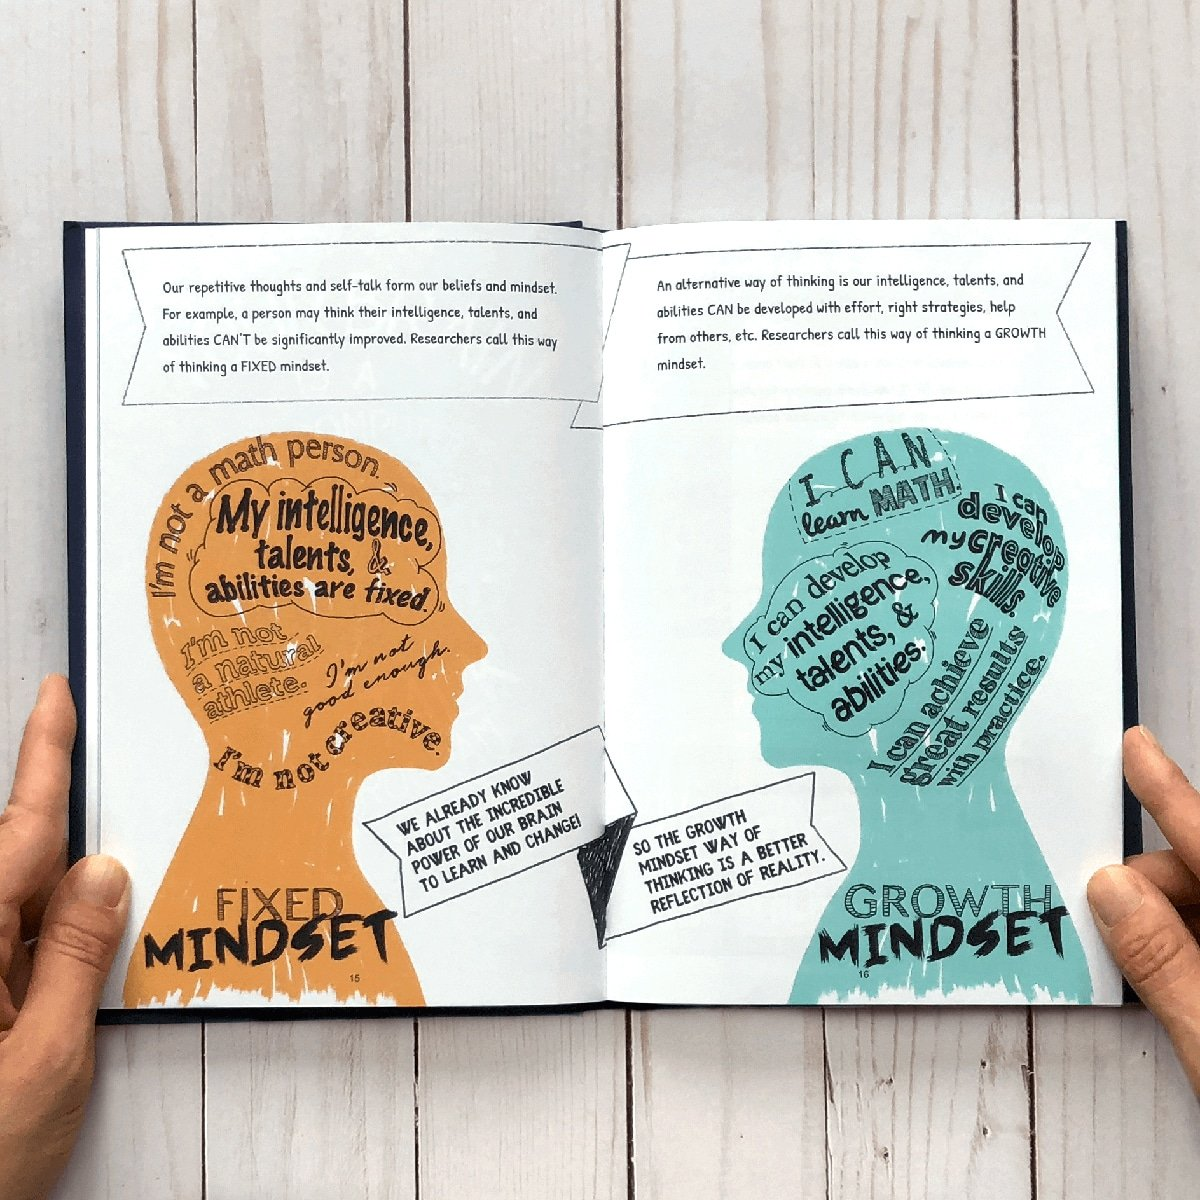 Our repetitive thoughts and self-talk form our beliefs and mindset.
For example, a person may think their intelligence, talents, and
abilities CAN'T be significantly improved. Researchers call this way
of thinking a FIXED mindset.
I'm not a math person.
My intelligence,
talents, &
abilities are fixed.
I'm not
a natural
athlete.
I'm not
good enough.
I'm not creative.
WE ALREADY KNOW
ABOUT THE INCREDIBLE
POWER OF OUR BRAIN
TO LEARN AND CHANGE!
FIXED
MINDSET
15
An alternative way of thinking is our intelligence, talents, and
abilities CAN be developed with effort, right strategies, help
from others, etc. Researchers call this way of thinking a GROWTH
mindset.
I CAN
learn MATH.
I can
develop
my creative
skills.
I can develop
my intelligence,
talents, &
abilities.
I can achieve
great results
with practice.
SO THE GROWTH
MINDSET WAY OF
THINKING IS A BETTER
REFLECTION OF REALITY.
GROWTH
MINDSET
16